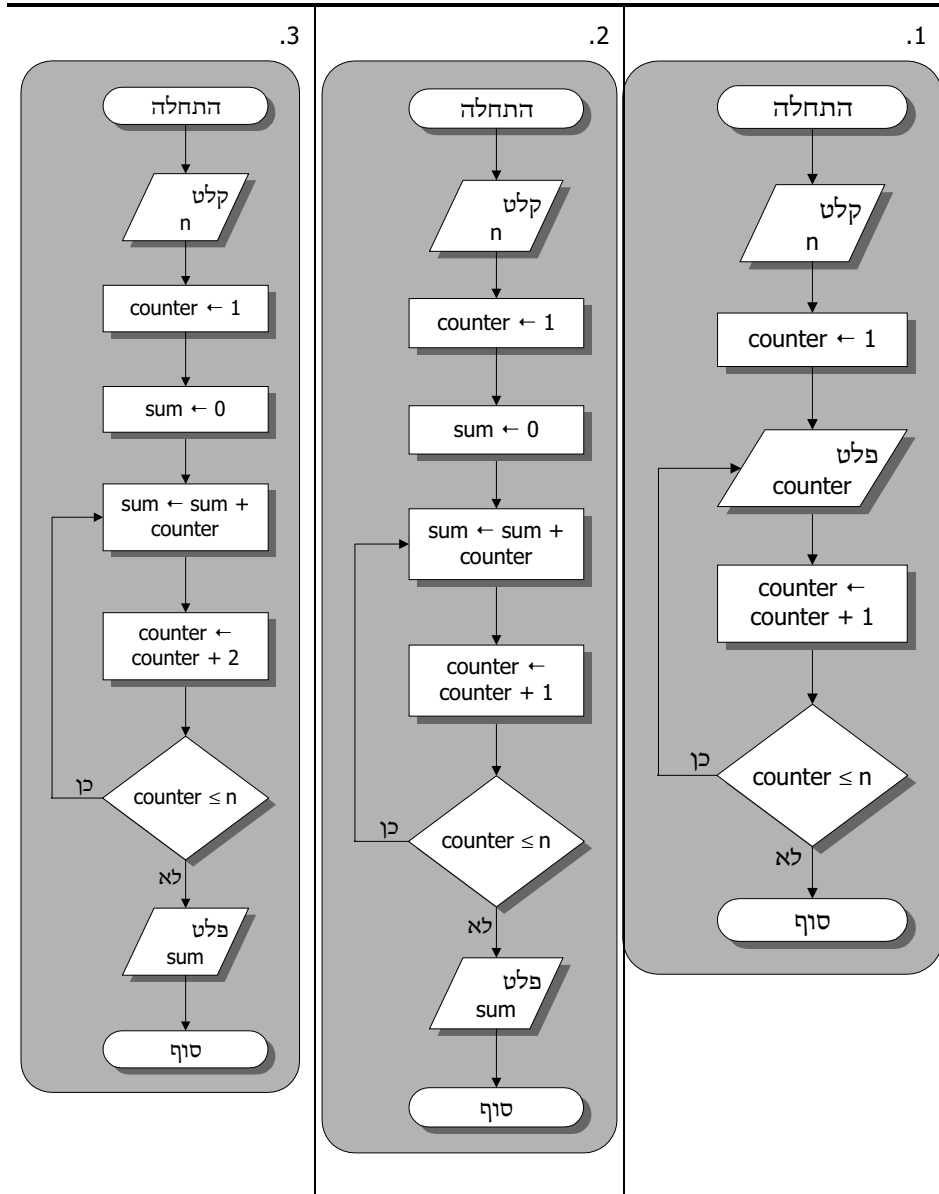 .1
התחלה
קלט
n
counter ← 1
פלט
counter
counter ←
counter + 1
counter ≤ n
כן
לא
סוף
.2
התחלה
קלט
n
counter ← 1
sum ← 0
sum ← sum +
counter
counter ←
counter + 1
counter ≤ n
כן
לא
פלט
sum
סוף
.3
התחלה
קלט
n
counter ← 1
sum ← 0
sum ← sum +
counter
counter ←
counter + 2
counter ≤ n
כן
לא
פלט
sum
סוף